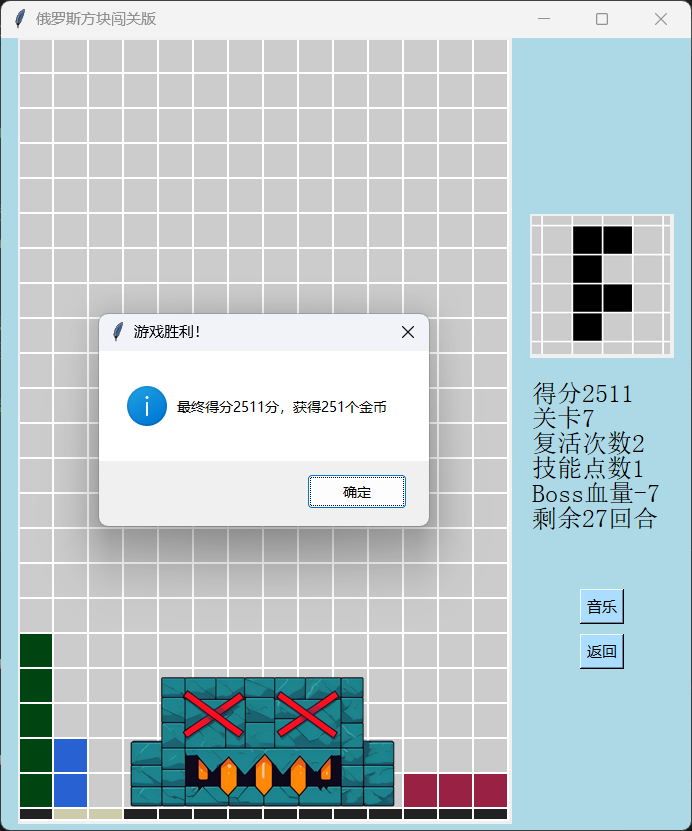 俄罗斯方块闯关版
游戏胜利!
最终得分2511分，获得251个金币
确定
得分2511
关卡7
复活次数2
技能点数1
Boss血量-7
剩余27回合
音乐
返回